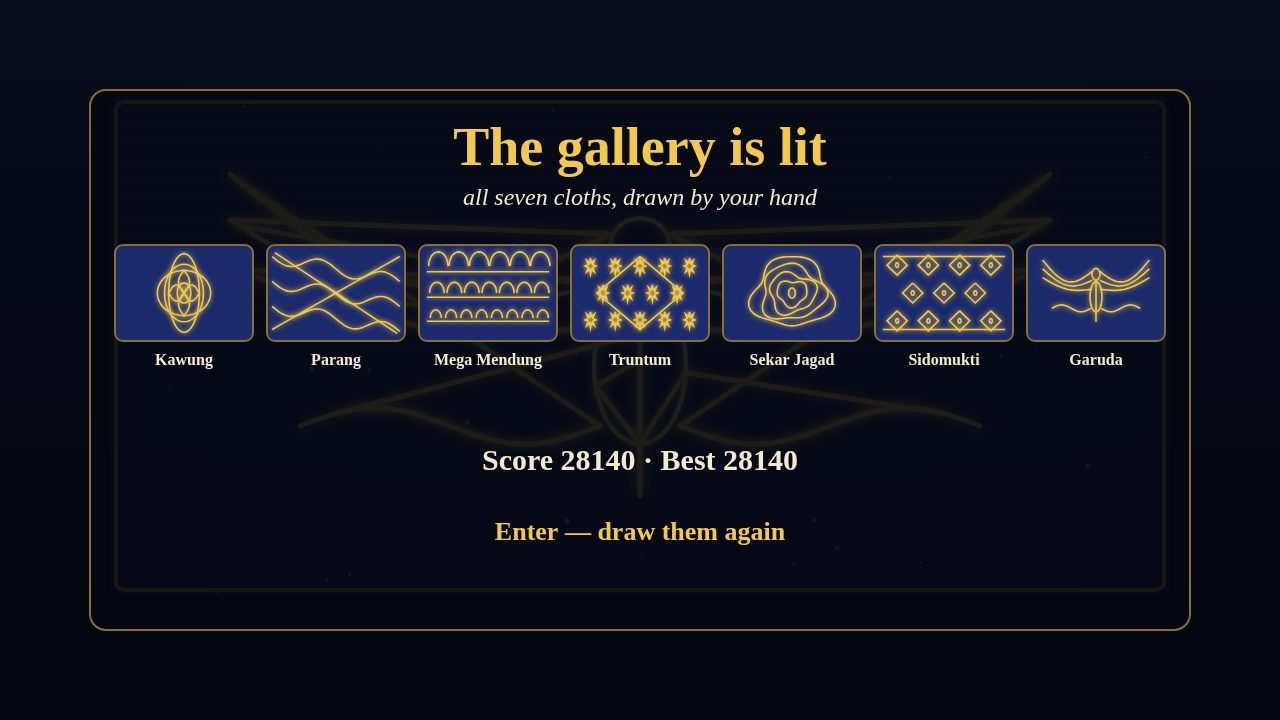 The gallery is lit
all seven cloths, drawn by your hand
Kawung
Parang
Mega Mendung
Truntum
Sekar Jagad
Sidomukti
Garuda
Score 28140 · Best 28140
Enter — draw them again